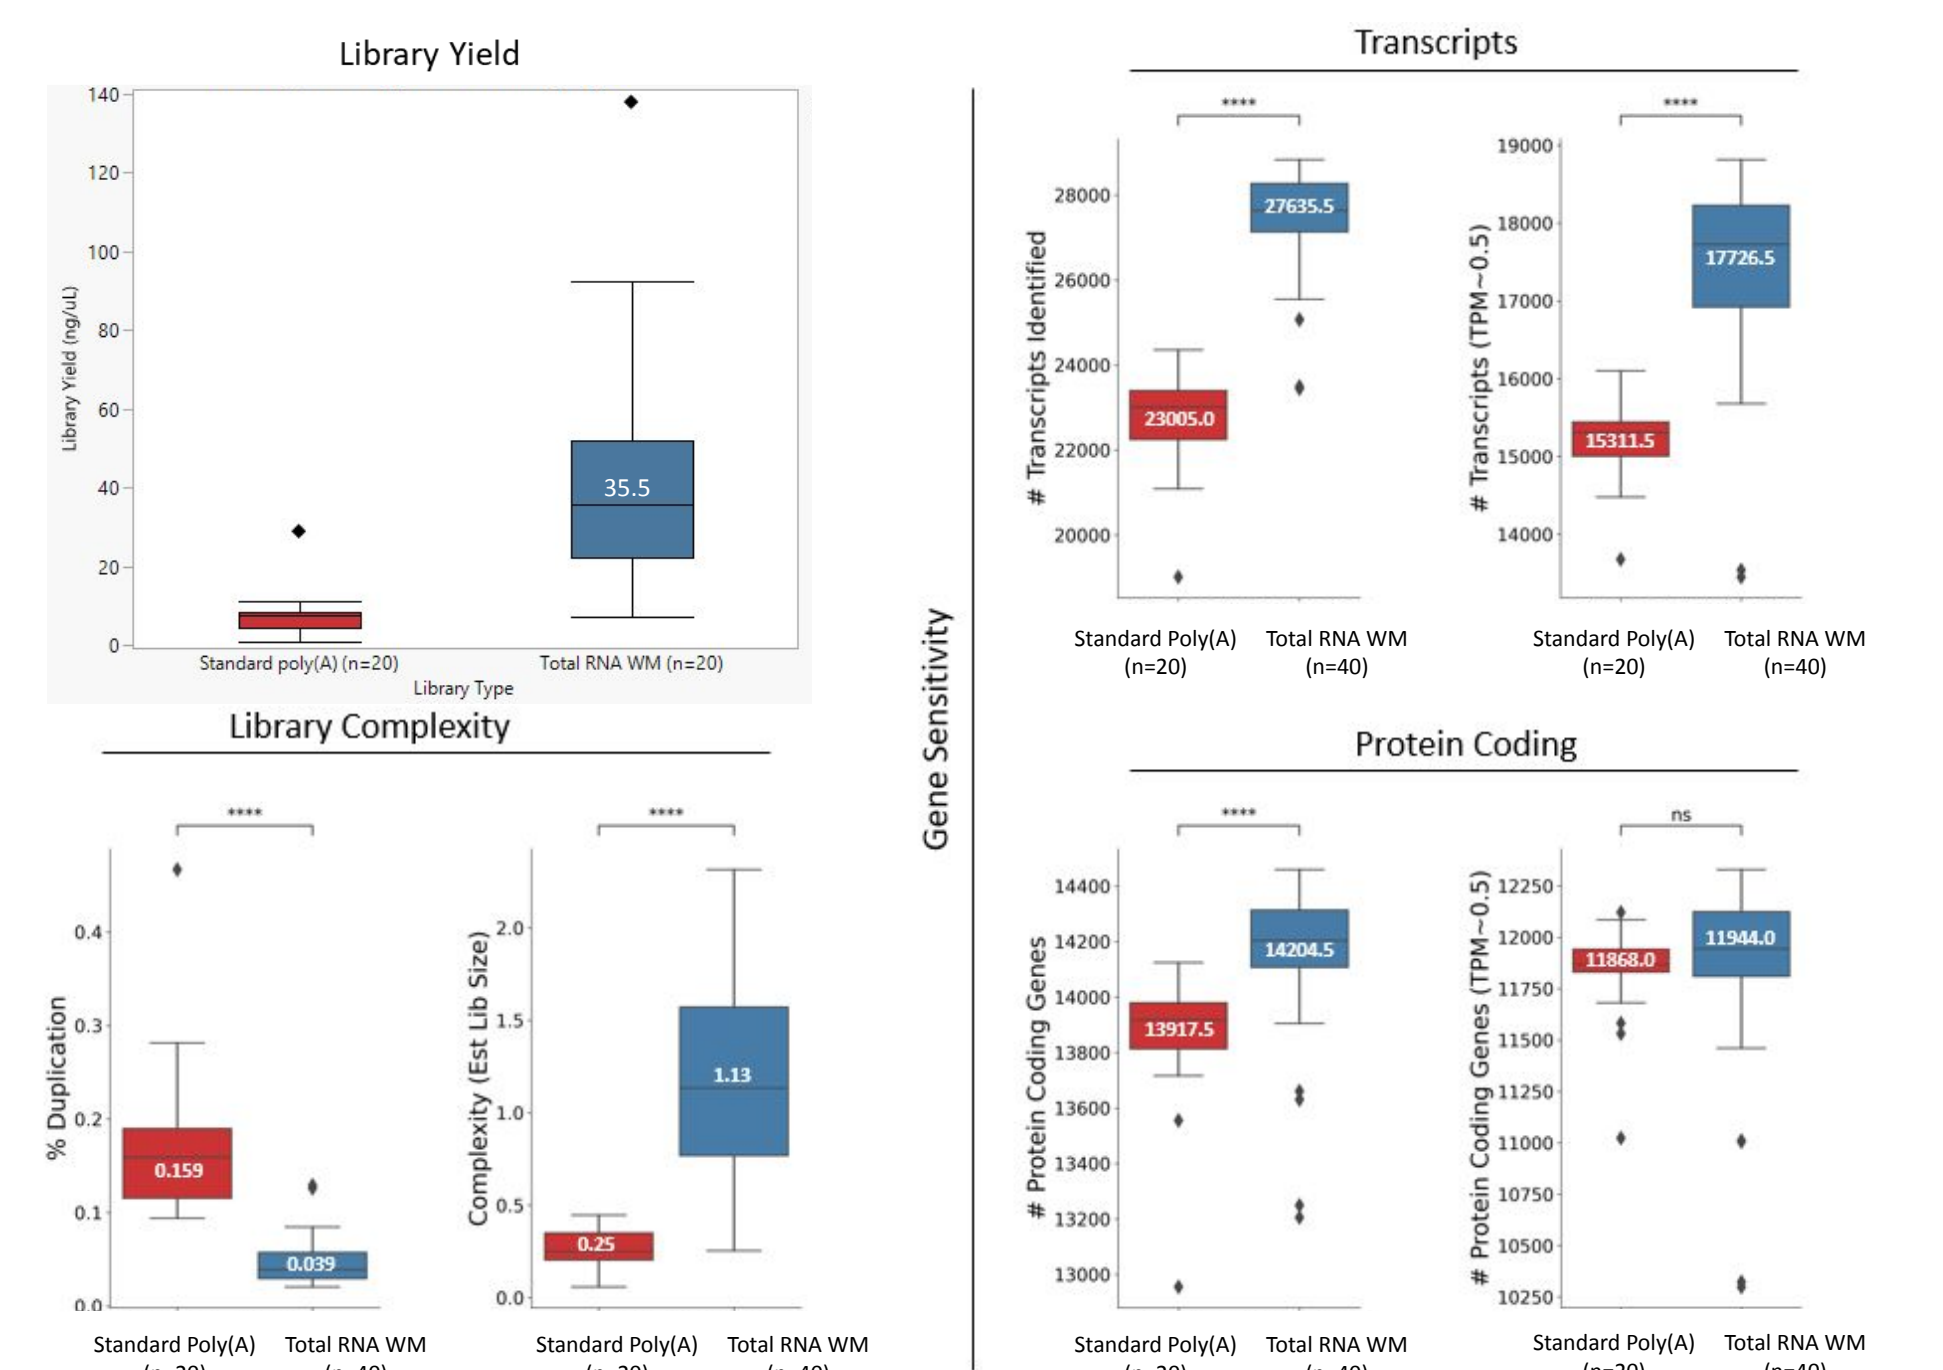 Library Yield
140
120
100
80
60
40
20
0
Library Yield (ng/uL)
35.5
Standard poly(A) (n=20)
Total RNA WM (n=20)
Library Type
Library Complexity
****
% Duplication
0.4
0.3
0.2
0.1
0.0
0.159
0.039
Standard Poly(A)
Total RNA WM
****
Complexity (Est Lib Size)
2.0
1.5
1.0
0.5
0.0
0.25
1.13
Standard Poly(A)
Total RNA WM
Gene Sensitivity
Transcripts
****
# Transcripts Identified
28000
26000
24000
22000
20000
23005.0
27635.5
Standard Poly(A)
(n=20)
Total RNA WM
(n=40)
****
# Transcripts (TPM~0.5)
19000
18000
17000
16000
15000
14000
15311.5
17726.5
Standard Poly(A)
(n=20)
Total RNA WM
(n=40)
Protein Coding
****
# Protein Coding Genes
14400
14200
14000
13800
13600
13400
13200
13000
13917.5
14204.5
Standard Poly(A)
Total RNA WM
ns
# Protein Coding Genes (TPM~0.5)
12250
12000
11750
11500
11250
11000
10750
10500
10250
11868.0
11944.0
Standard Poly(A)
Total RNA WM